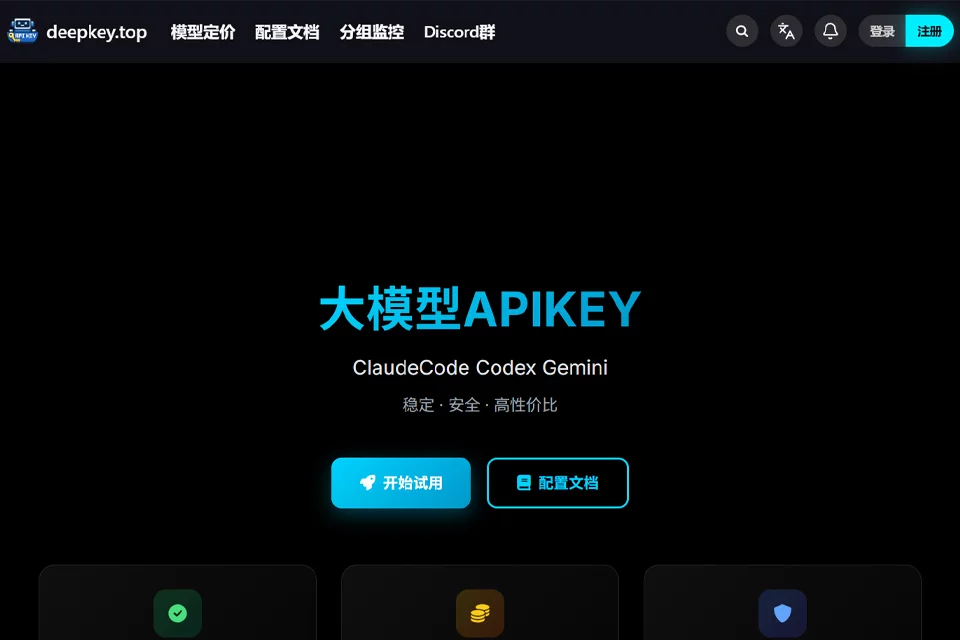 deepkey.top 模型定价 配置文档 分组监控 Discord群 登录 注册
大模型APIKEY
ClaudeCode Codex Gemini
稳定 · 安全 · 高性价比
开始试用 配置文档